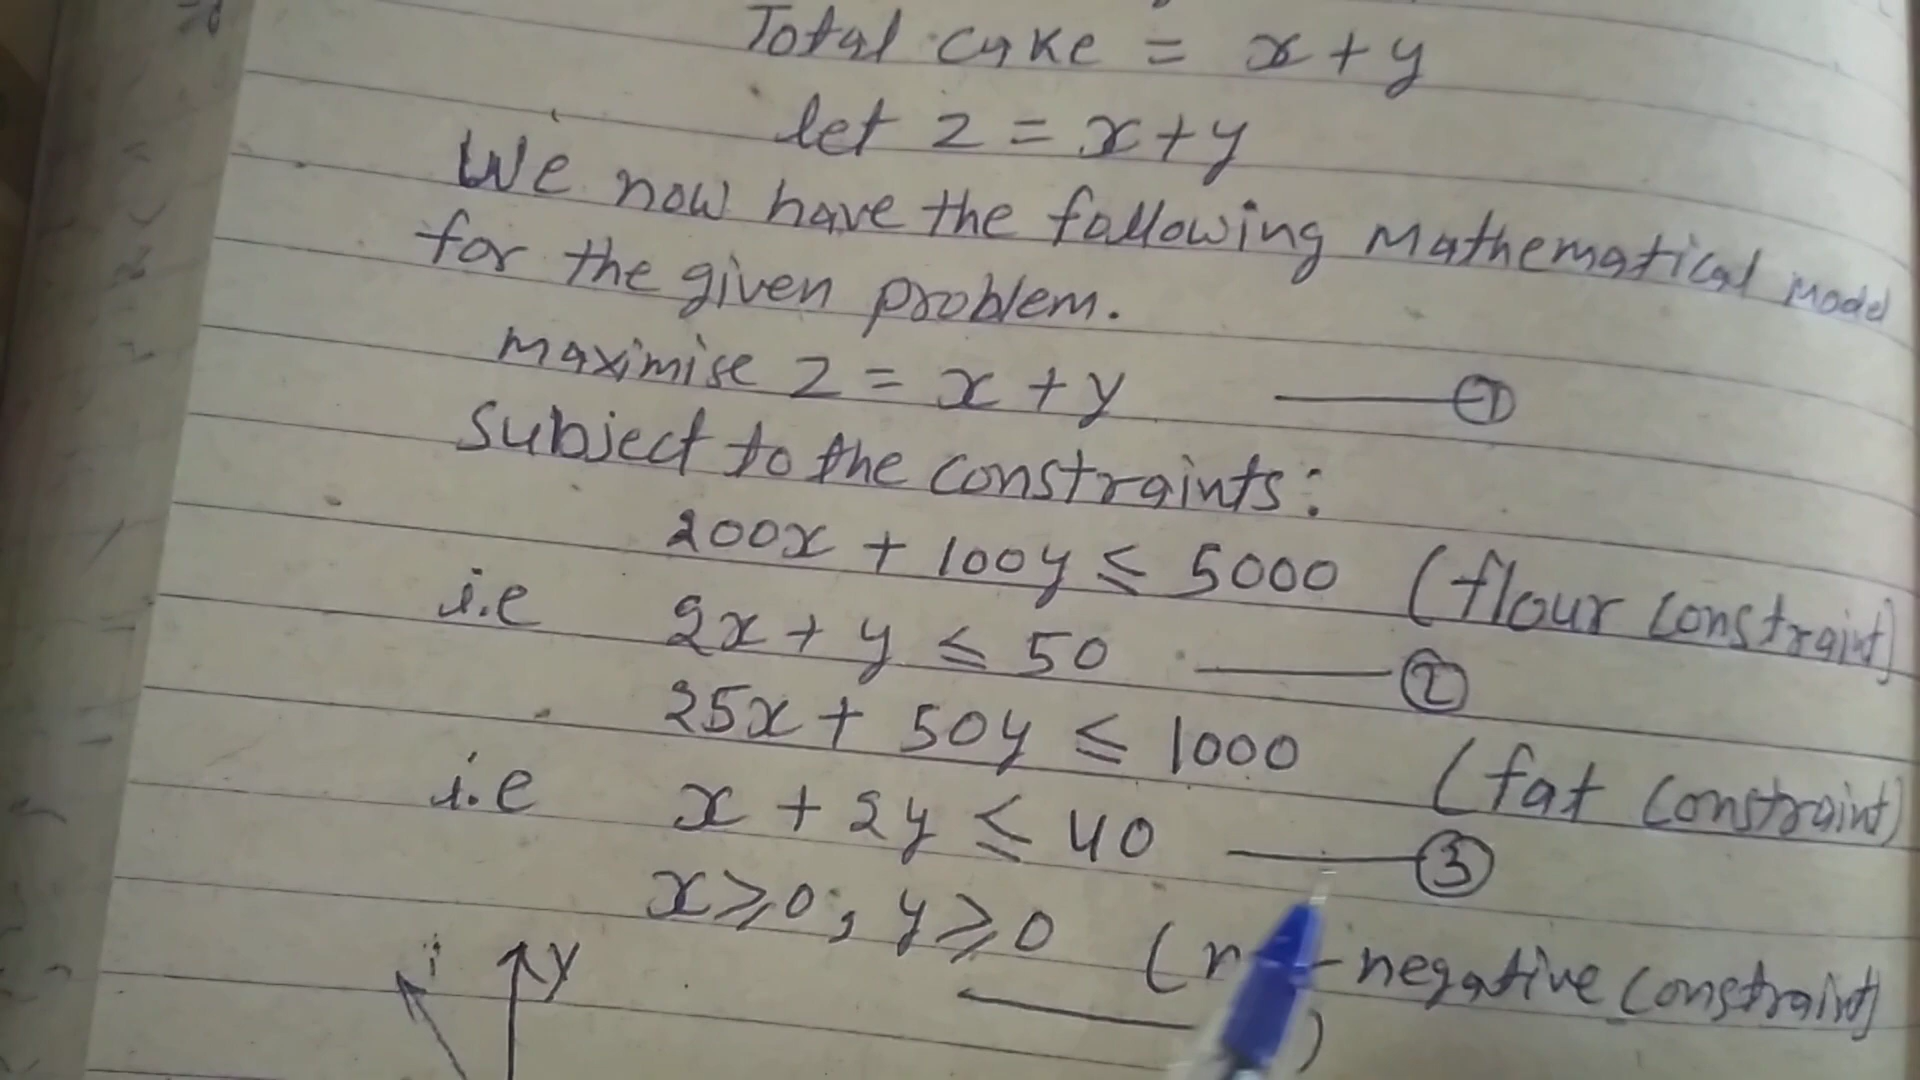 Total cake = x + y
let z = x + y
We now have the following Mathematical Model
for the given problem.
maximise z = x + y ①
Subject to the constraints:
200x + 100y ≤ 5000 (flour constraint)
i.e 2x + y ≤ 50 ②
25x + 50y ≤ 1000 (fat constraint)
i.e x + 2y ≤ 40 ③
x ≥ 0, y ≥ 0 ( -negative constraint)
y